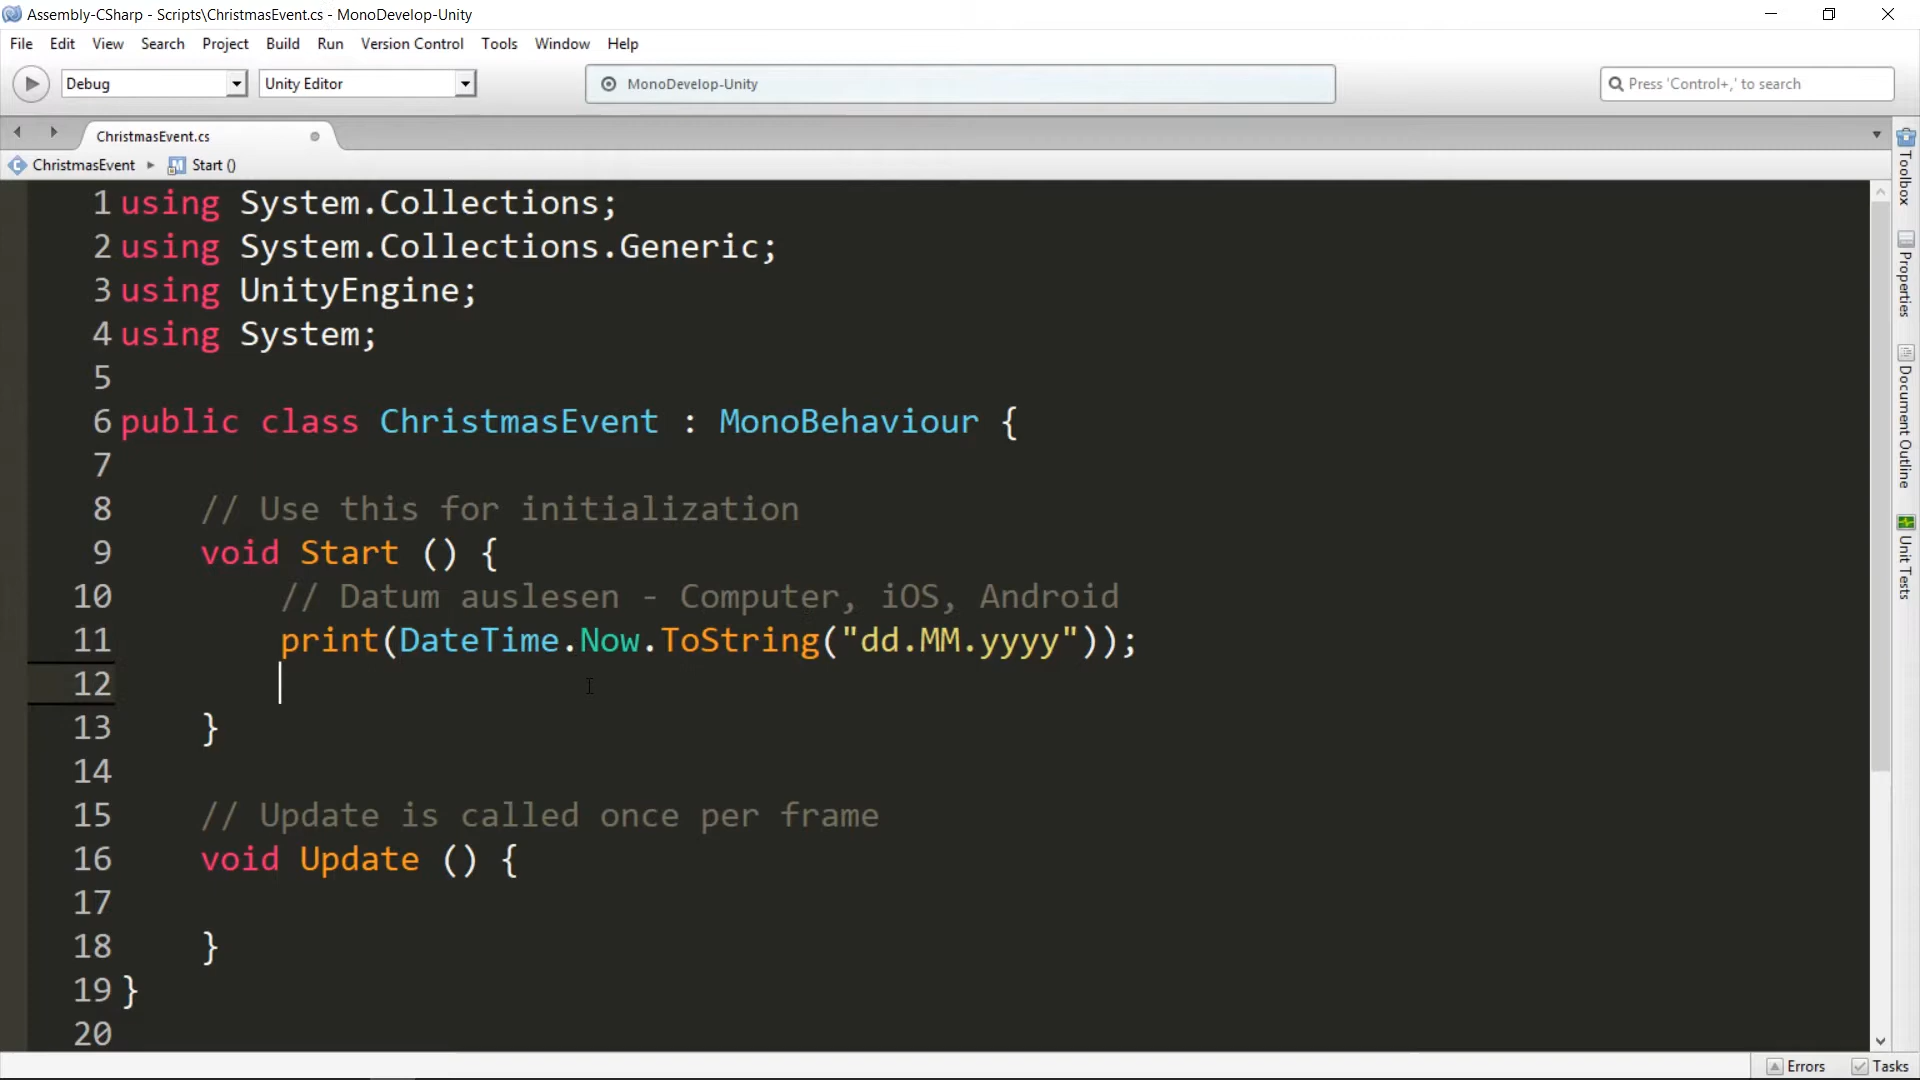 Assembly-CSharp - Scripts\ChristmasEvent.cs - MonoDevelop-Unity
File Edit View Search Project Build Run Version Control Tools Window Help
Debug Unity Editor MonoDevelop-Unity Press 'Control+,' to search
ChristmasEvent.cs
ChristmasEvent Start ()
1 using System.Collections;
2 using System.Collections.Generic;
3 using UnityEngine;
4 using System;
5
6 public class ChristmasEvent : MonoBehaviour {
7
8 // Use this for initialization
9 void Start () {
10 // Datum auslesen - Computer, iOS, Android
11 print(DateTime.Now.ToString("dd.MM.yyyy"));
12
13 }
14
15 // Update is called once per frame
16 void Update () {
17
18 }
19 }
20
Toolbox
Properties
Document Outline
Unit Tests
Errors Tasks